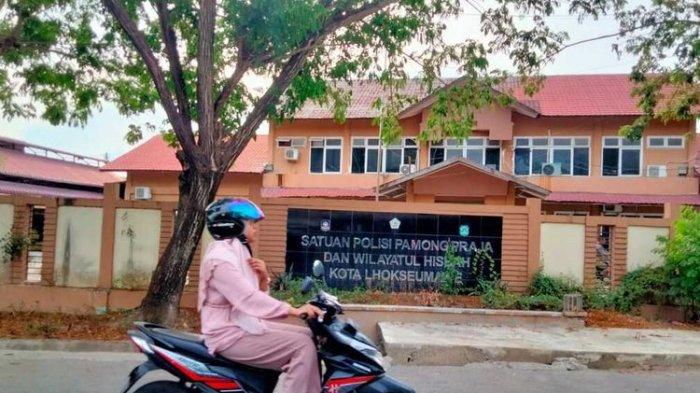 SATUAN POLISI PAMONG PRAJA
DAN WILAYATUL HISBAH
KOTA LHOKSEUMAWE